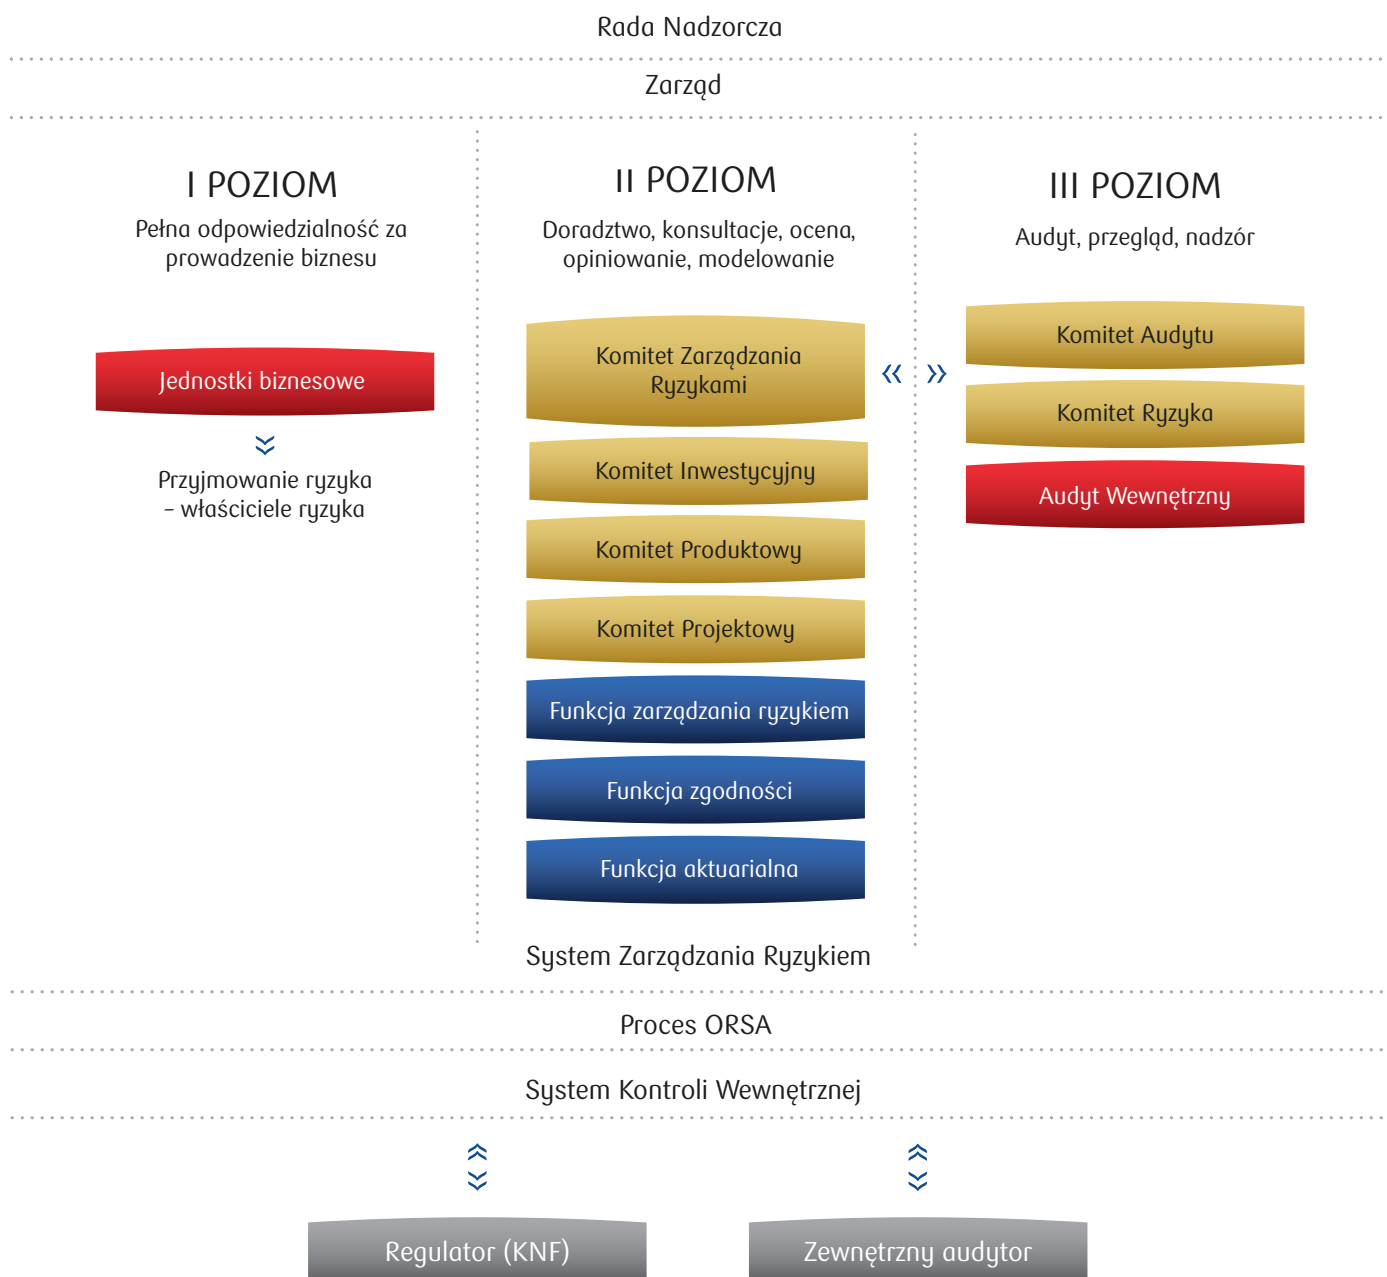 Rada Nadzorcza
Zarząd
I POZIOM
Pełna odpowiedzialność za
prowadzenie biznesu
Jednostki biznesowe
Przyjmowanie ryzyka
– właściciele ryzyka
II POZIOM
Doradztwo, konsultacje, ocena,
opiniowanie, modelowanie
Komitet Zarządzania
Ryzykami
Komitet Inwestycyjny
Komitet Produktowy
Komitet Projektowy
Funkcja zarządzania ryzykiem
Funkcja zgodności
Funkcja aktuarialna
III POZIOM
Audyt, przegląd, nadzór
Komitet Audytu
Komitet Ryzyka
Audyt Wewnętrzny
System Zarządzania Ryzykiem
Proces ORSA
System Kontroli Wewnętrznej
Regulator (KNF)
Zewnętrzny audytor